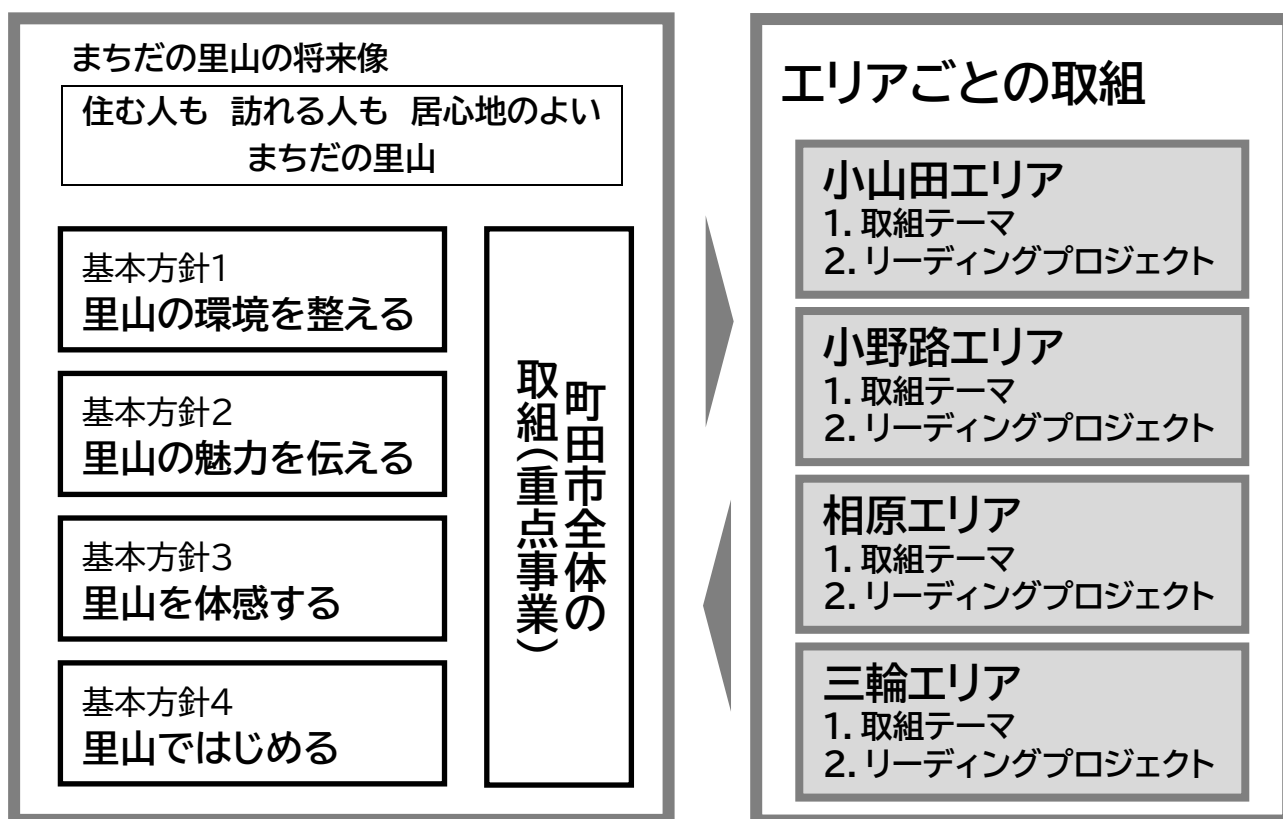 まちだの里山の将来像
住む人も 訪れる人も 居心地のよい
まちだの里山
基本方針1
里山の環境を整える
基本方針2
里山の魅力を伝える
基本方針3
里山を体感する
基本方針4
里山ではじめる
町田市全体の
取組(重点事業)
エリアごとの取組
小山田エリア
1. 取組テーマ
2. リーディングプロジェクト
小野路エリア
1. 取組テーマ
2. リーディングプロジェクト
相原エリア
1. 取組テーマ
2. リーディングプロジェクト
三輪エリア
1. 取組テーマ
2. リーディングプロジェクト